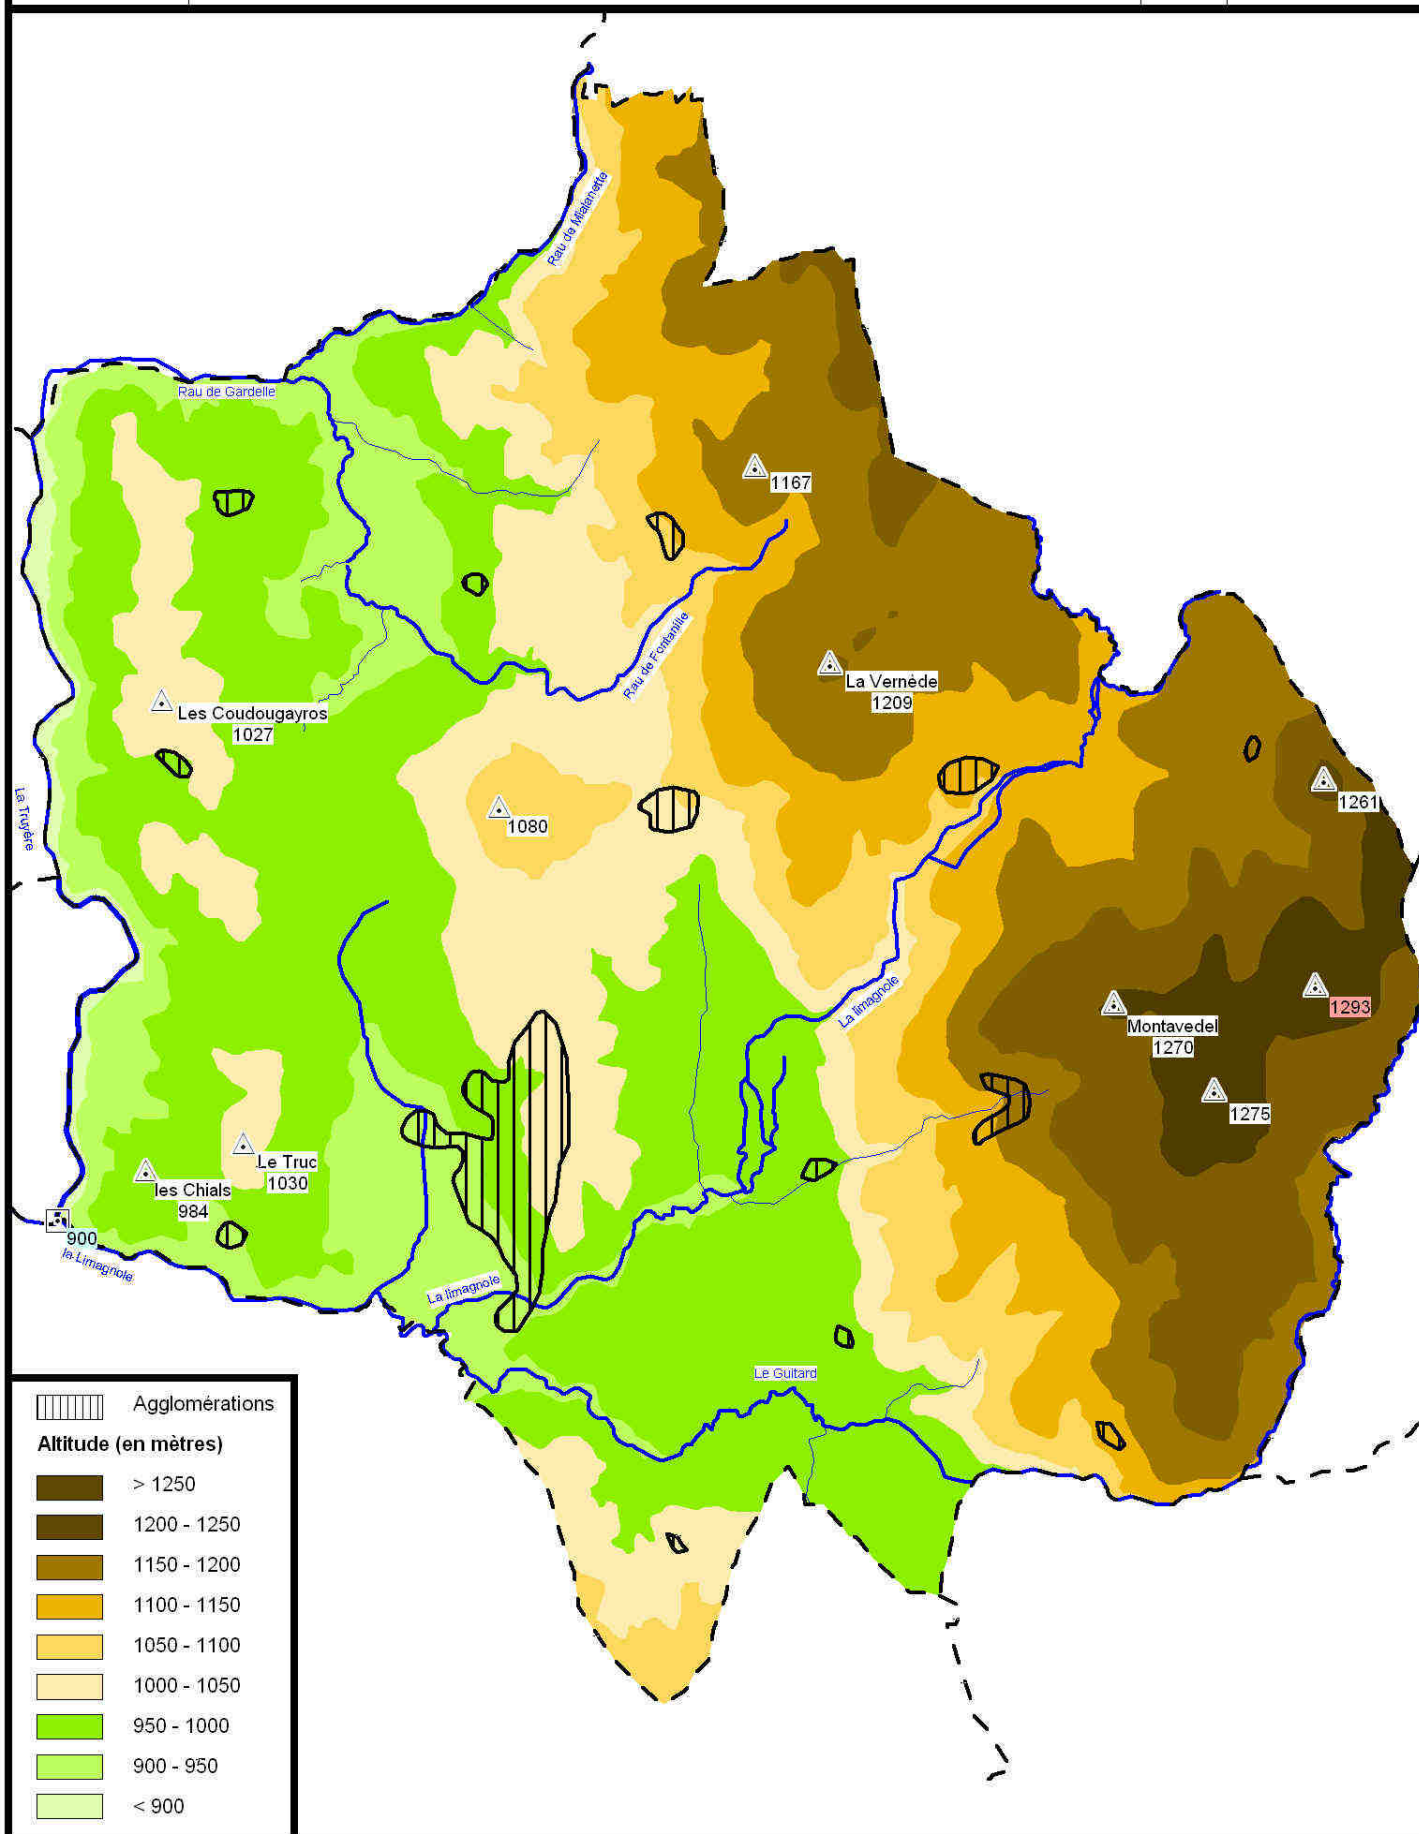 Rau de Mialanette
Rau de Gardelle
1167
Rau de Fontanille
La Vernède
1209
Les Coudougayros
1027
La Truyère
1261
1080
La limagnole
1293
Montavedel
1270
1275
Le Truc
1030
les Chials
984
900
la Limagnole
La limagnole
Le Guitard
Agglomérations
Altitude (en mètres)
> 1250
1200 - 1250
1150 - 1200
1100 - 1150
1050 - 1100
1000 - 1050
950 - 1000
900 - 950
< 900